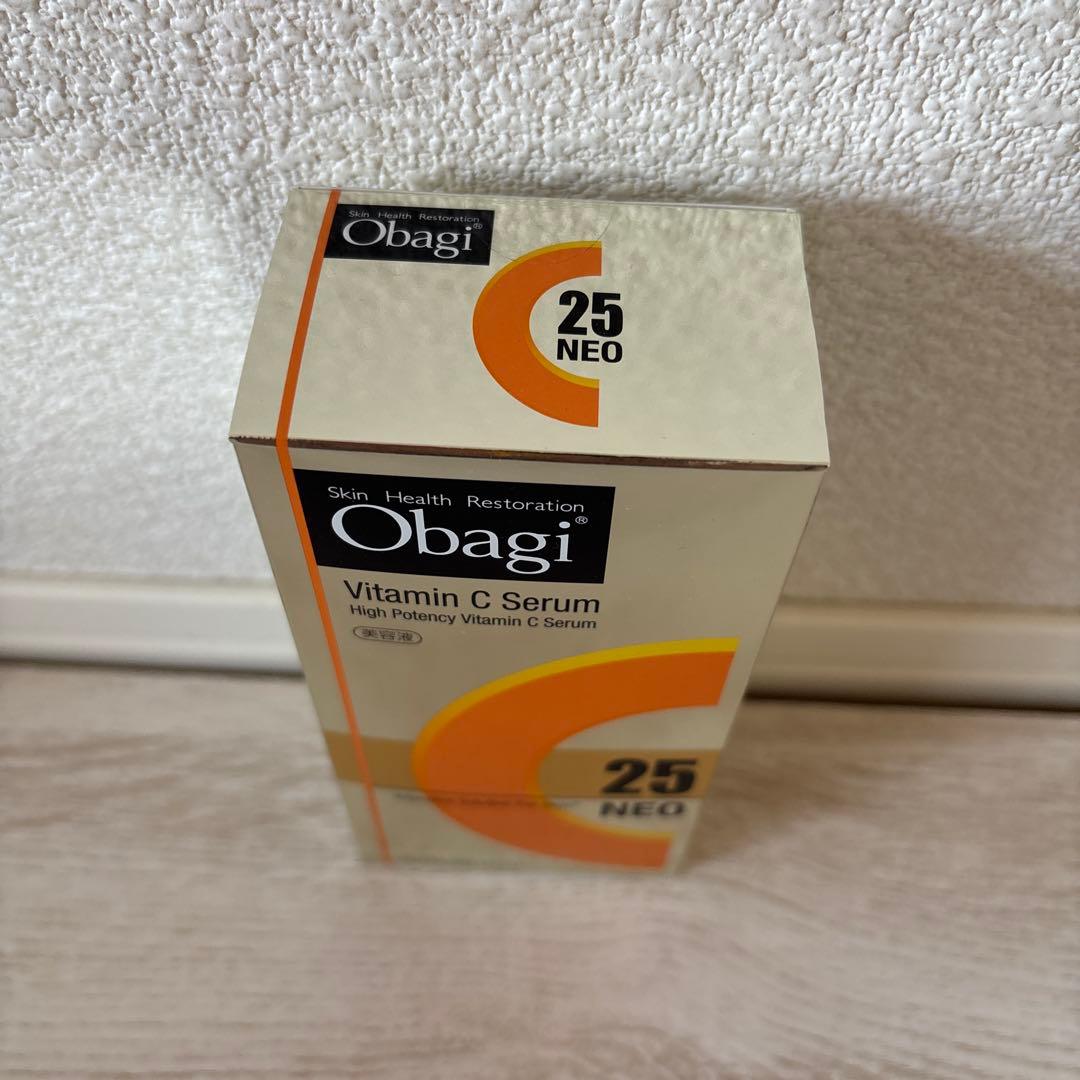 Skin Health Restoration
Obagi®
25
NEO
Skin Health Restoration
Obagi®
Vitamin C Serum
High Potency Vitamin C Serum
美容液
25
NEO